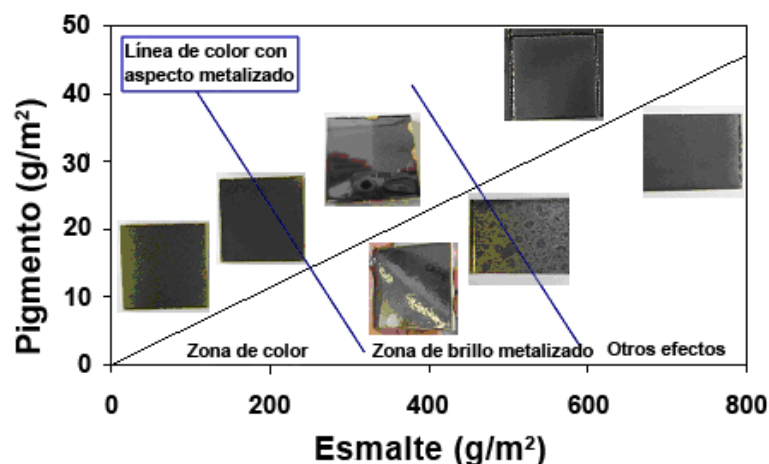 50
40
30
20
10
0
Pigmento (g/m²)
Línea de color con
aspecto metalizado
Zona de color
Zona de brillo metalizado
Otros efectos
0 200 400 600 800
Esmalte (g/m²)